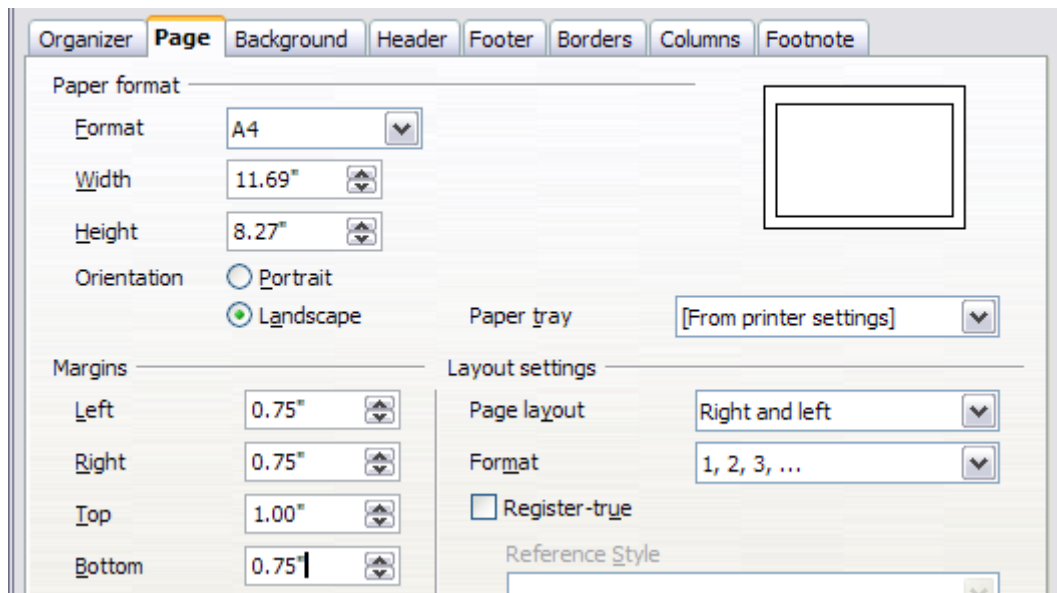 Organizer Page Background Header Footer Borders Columns Footnote
Paper format
Format A4
Width 11.69"
Height 8.27"
Orientation Portrait
Landscape Paper tray [From printer settings]
Margins Layout settings
Left 0.75" Page layout Right and left
Right 0.75" Format 1, 2, 3, ...
Top 1.00" Register-true
Bottom 0.75" Reference Style